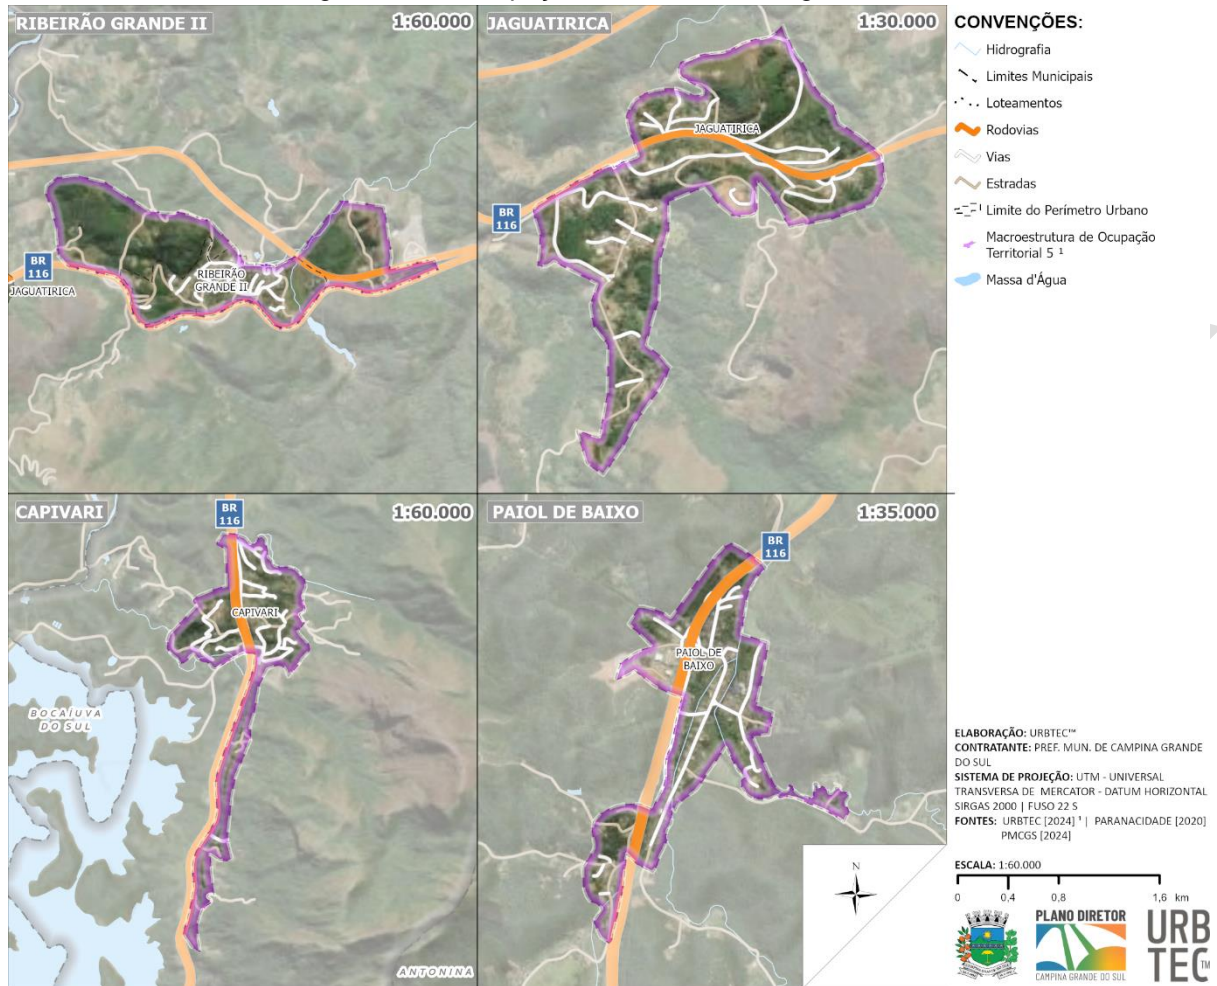 RIBEIRÃO GRANDE II
1:60.000
BR
116
JAGUATIRICA
RIBEIRÃO
GRANDE II
JAGUATIRICA
1:30.000
JAGUATIRICA
BR
116
CAPIVARI
BR
116
1:60.000
CAPIVARI
BOCAIÚVA
DO SUL
ANTONINA
PAIOL DE BAIXO
1:35.000
BR
116
PAIOL DE
BAIXO
N
CONVENÇÕES:
Hidrografia
Limites Municipais
Loteamentos
Rodovias
Vias
Estradas
Limite do Perímetro Urbano
Macroestrutura de Ocupação
Territorial 5 ¹
Massa d'Água
ELABORAÇÃO: URBTEC™
CONTRATANTE: PREF. MUN. DE CAMPINA GRANDE
DO SUL
SISTEMA DE PROJEÇÃO: UTM - UNIVERSAL
TRANSVERSA DE MERCATOR - DATUM HORIZONTAL
SIRGAS 2000 | FUSO 22 S
FONTES: URBTEC [2024] ¹ | PARANACIDADE [2020]
PMCGS [2024]
ESCALA: 1:60.000
0 0,4 0,8 1,6 km
PLANO DIRETOR
CAMPINA GRANDE DO SUL
URB
TEC™